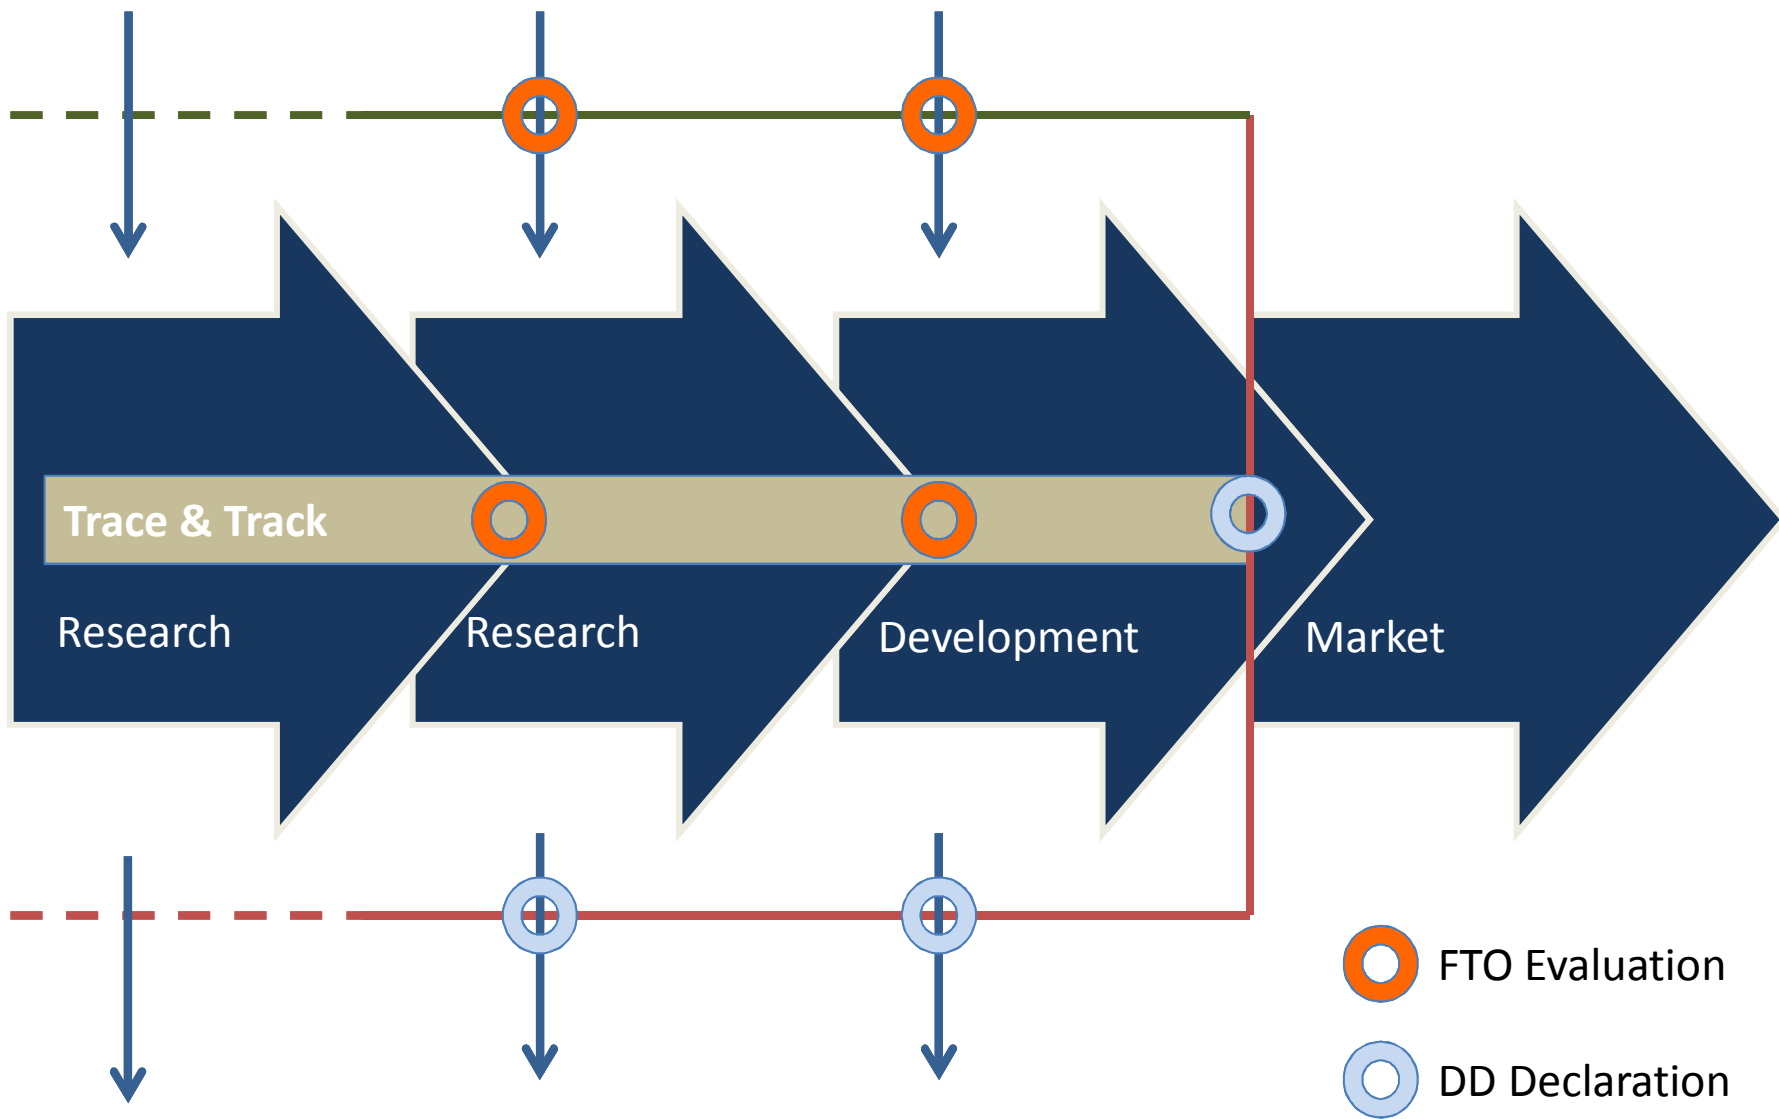 Trace & Track
Research
Research
Development
Market
FTO Evaluation
DD Declaration